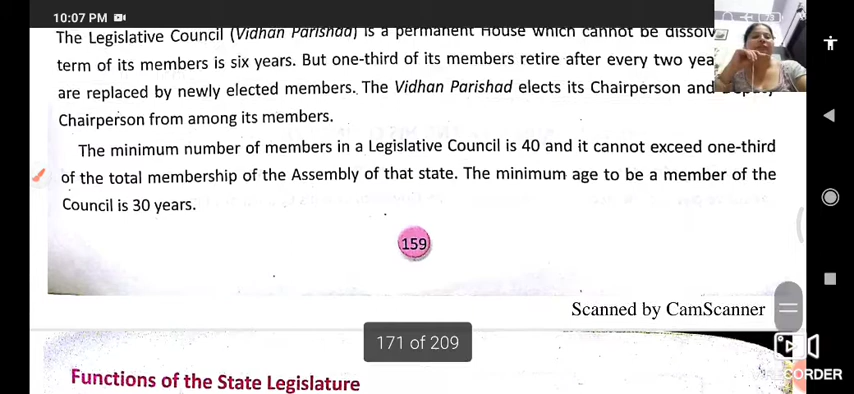 10:07 PM
73
The Legislative Council (Vidhan Parishad) is a permanent House which cannot be
term of its members is six years. But one-third of its members retire after every two
are replaced by newly elected members. The Vidhan Parishad elects its Chairperson and
Chairperson from among its members.
The minimum number of members in a Legislative Council is 40 and it cannot exceed one-third
of the total membership of the Assembly of that state. The minimum age to be a member of the
Council is 30 years.
159
Scanned by CamScanner
171 of 209
RECORDER
Functions of the State Legislature